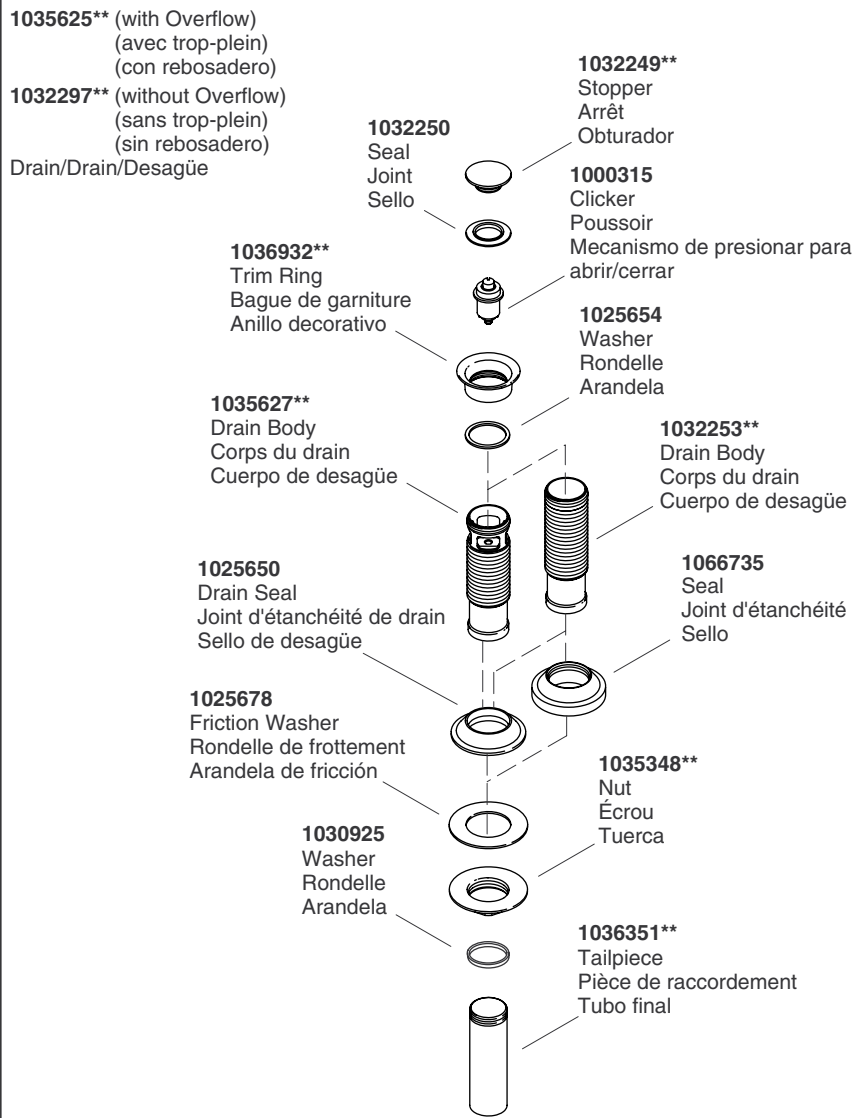 1035625** (with Overflow)
(avec trop-plein)
(con rebosadero)
1032297** (without Overflow)
(sans trop-plein)
(sin rebosadero)
Drain/Drain/Desagüe
1032249**
Stopper
Arrêt
Obturador
1032250
Seal
Joint
Sello
1000315
Clicker
Poussoir
Mecanismo de presionar para
abrir/cerrar
1036932**
Trim Ring
Bague de garniture
Anillo decorativo
1025654
Washer
Rondelle
Arandela
1035627**
Drain Body
Corps du drain
Cuerpo de desagüe
1032253**
Drain Body
Corps du drain
Cuerpo de desagüe
1025650
Drain Seal
Joint d'étanchéité de drain
Sello de desagüe
1066735
Seal
Joint d'étanchéité
Sello
1025678
Friction Washer
Rondelle de frottement
Arandela de fricción
1035348**
Nut
Écrou
Tuerca
1030925
Washer
Rondelle
Arandela
1036351**
Tailpiece
Pièce de raccordement
Tubo final